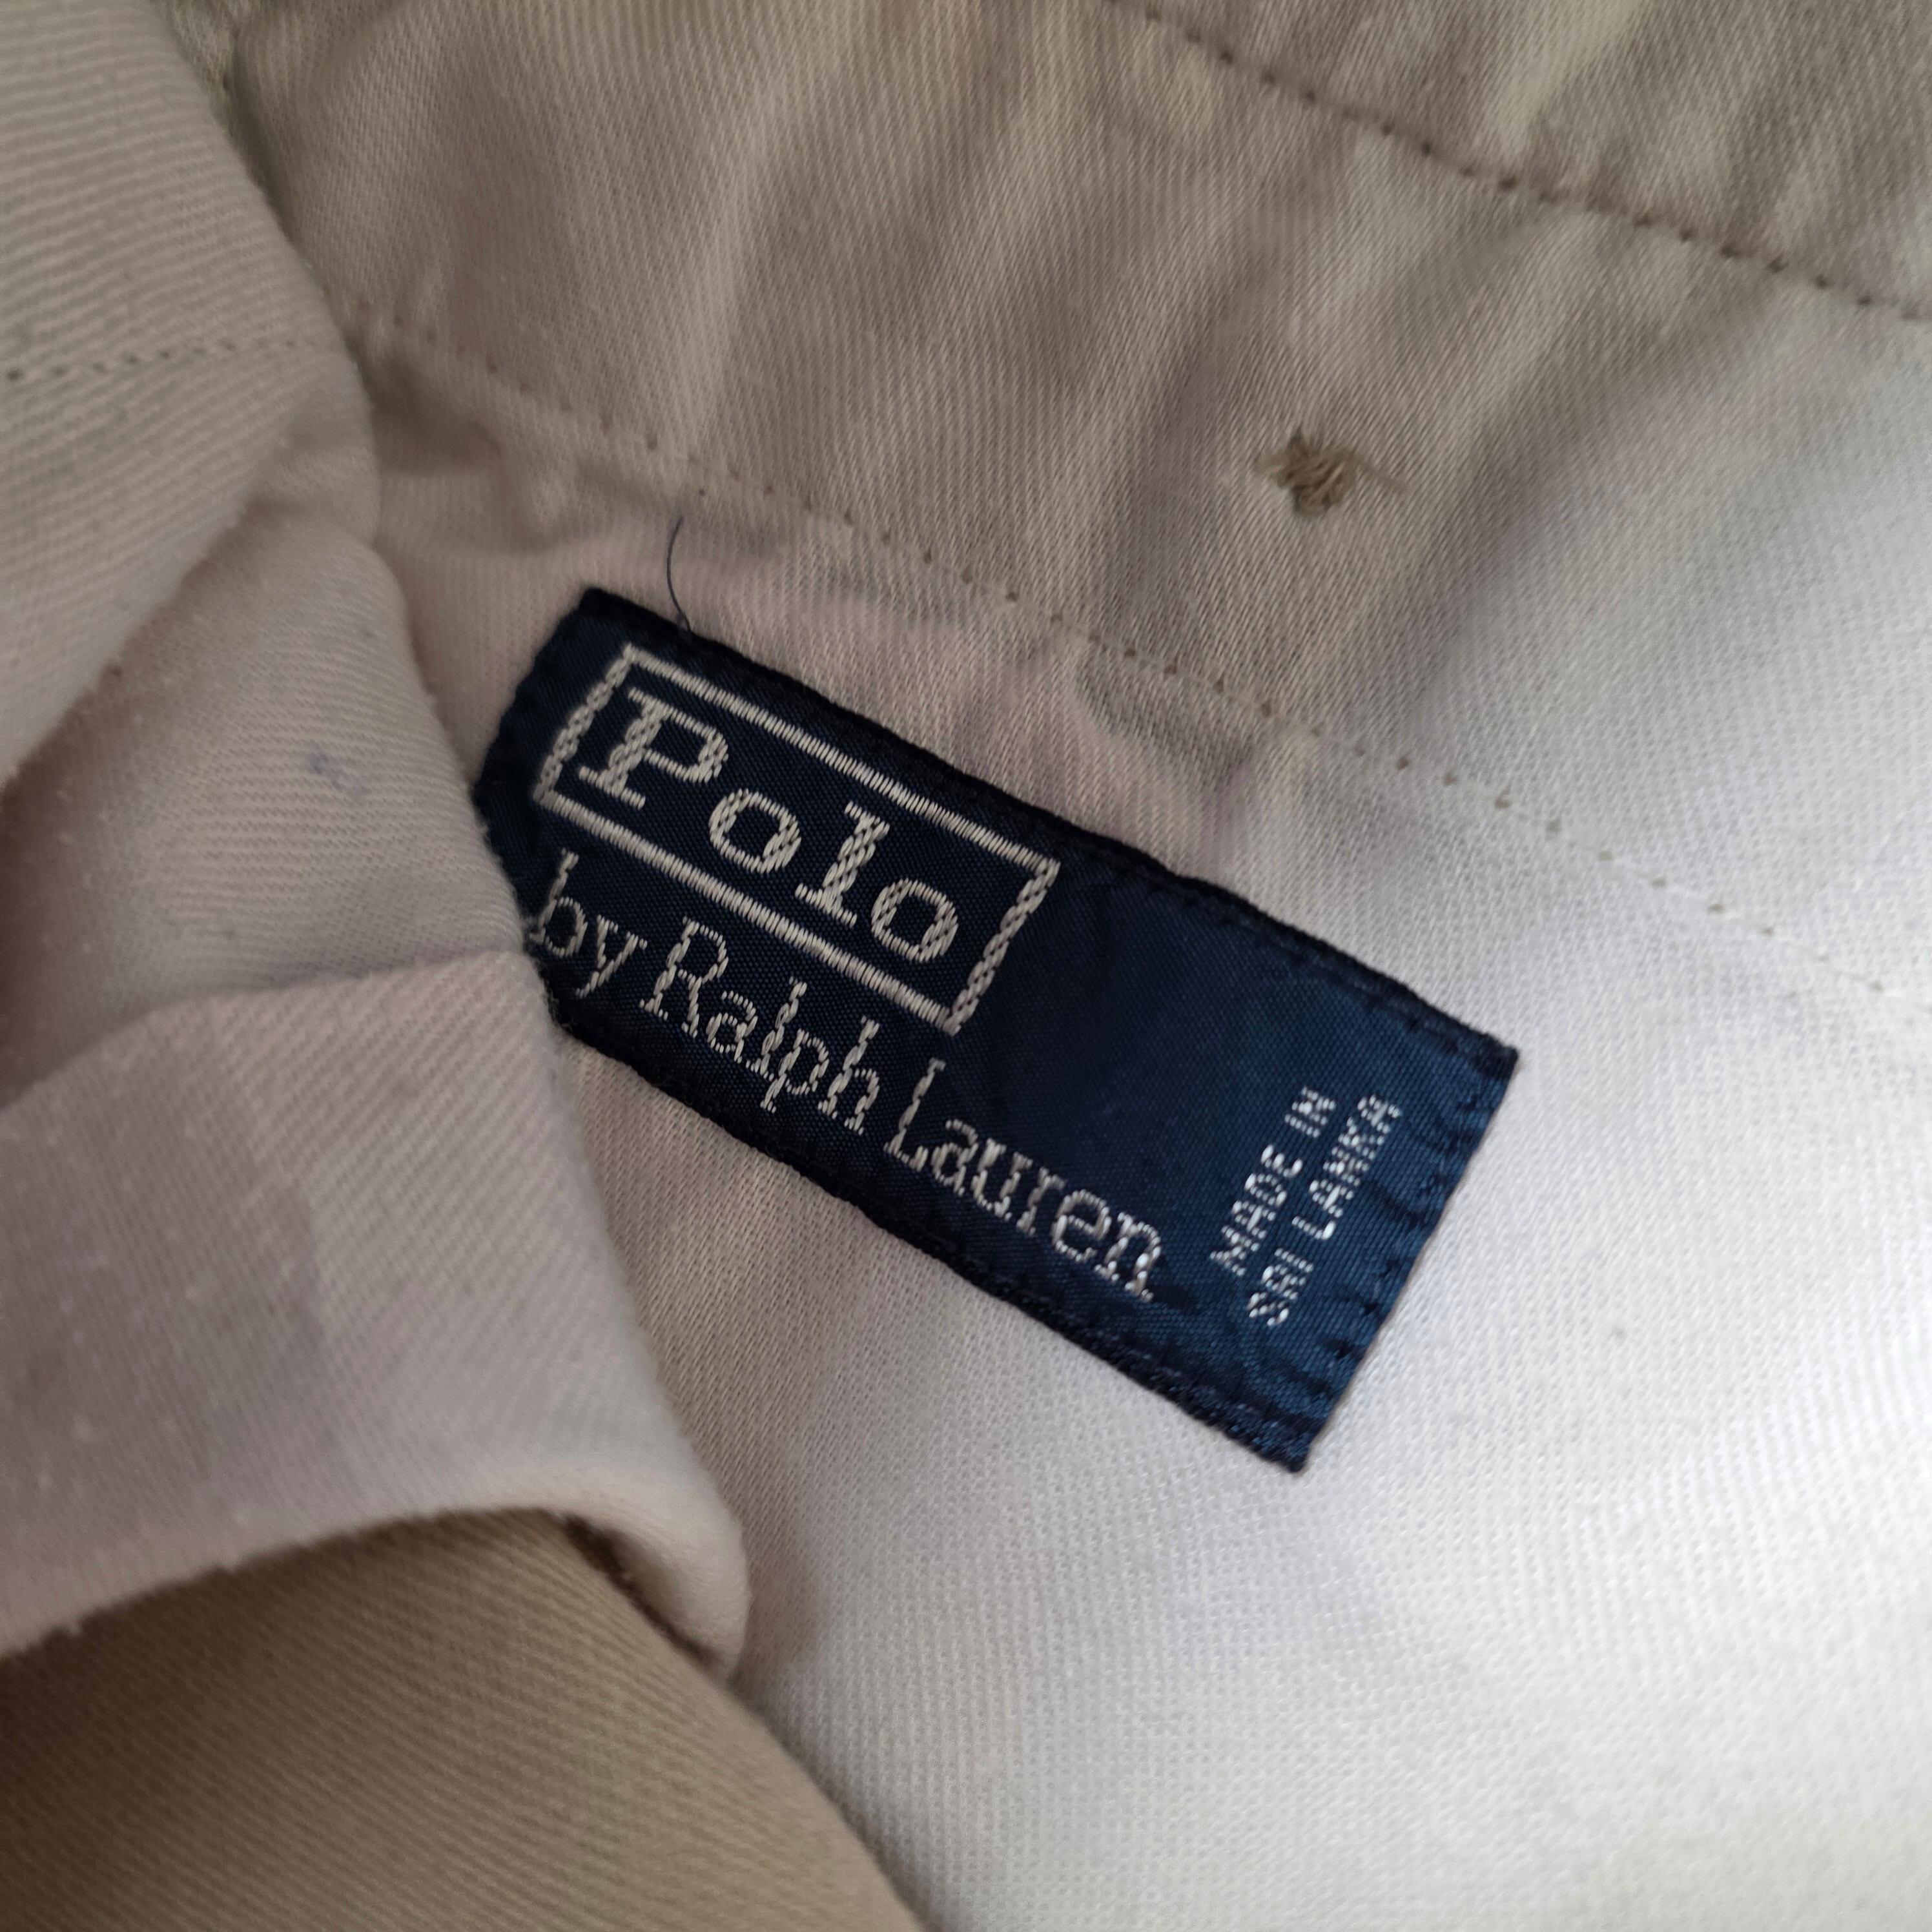 Polo
by Ralph Lauren
MADE IN
SRI LANKA